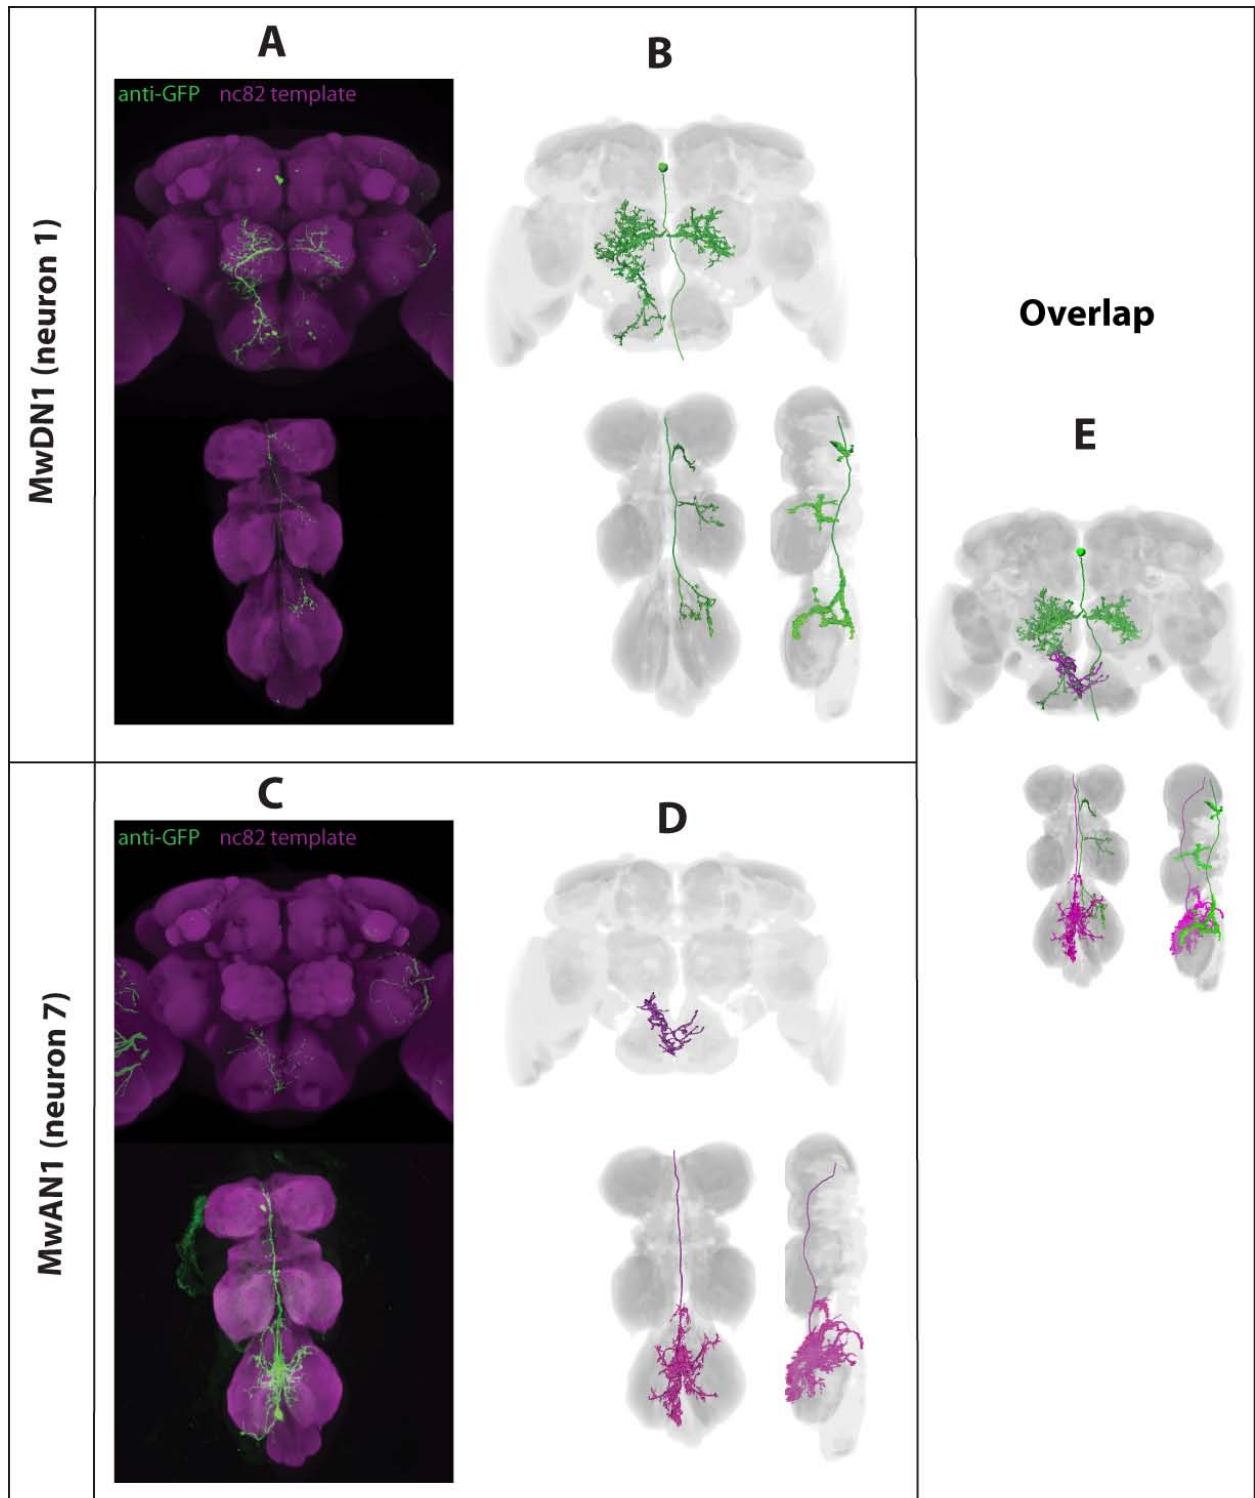 MwDN1 (neuron 1)
A
anti-GFP nc82 template
B
MwAN1 (neuron 7)
C
anti-GFP nc82 template
D
Overlap
E